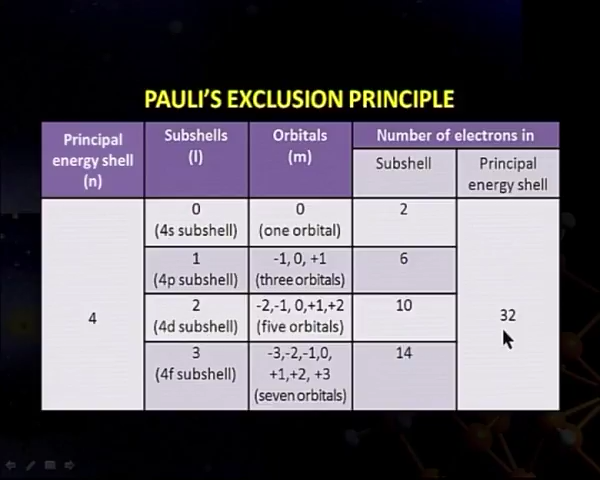 PAULI'S EXCLUSION PRINCIPLE
Principal
energy shell
(n)
Subshells
(l)
Orbitals
(m)
Number of electrons in
Subshell
Principal
energy shell
4
0
(4s subshell)
0
(one orbital)
2
1
(4p subshell)
-1, 0, +1
(three orbitals)
6
2
(4d subshell)
-2,-1, 0,+1,+2
(five orbitals)
10
3
(4f subshell)
-3,-2,-1,0,
+1,+2, +3
(seven orbitals)
14
32